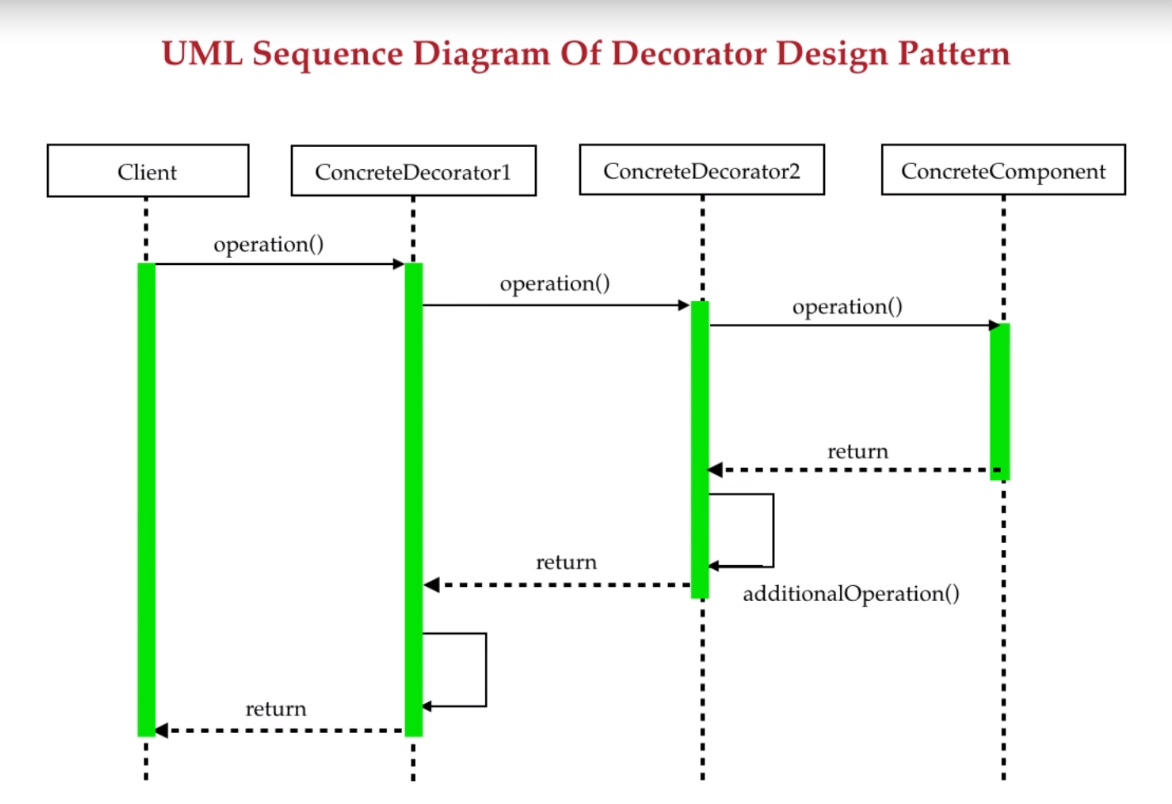 UML Sequence Diagram Of Decorator Design Pattern
Client
ConcreteDecorator1
ConcreteDecorator2
ConcreteComponent
operation()
operation()
operation()
return
return
additionalOperation()
return